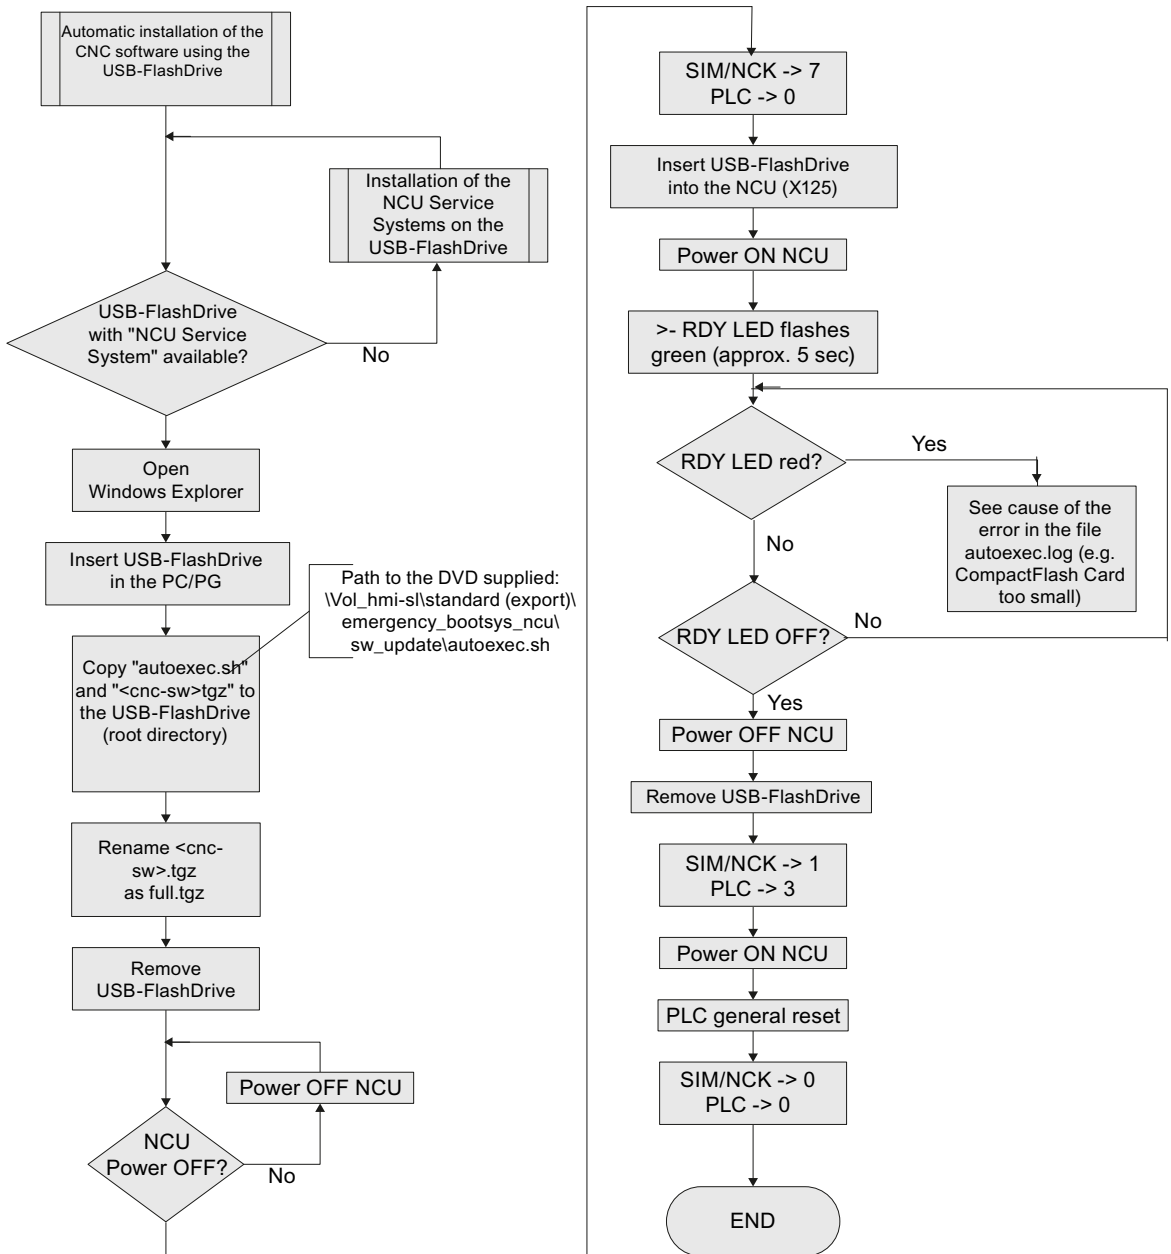 Automatic installation of the
CNC software using the
USB-FlashDrive
Installation of the
NCU Service
Systems on the
USB-FlashDrive
USB-FlashDrive
with "NCU Service
System" available?
No
Open
Windows Explorer
Insert USB-FlashDrive
in the PC/PG
Path to the DVD supplied:
\Vol_hmi-sl\standard (export)\
emergency_bootsys_ncu\
sw_update\autoexec.sh
Copy "autoexec.sh"
and "<cnc-sw>tgz" to
the USB-FlashDrive
(root directory)
Rename <cnc-
sw>.tgz
as full.tgz
Remove
USB-FlashDrive
Power OFF NCU
NCU
Power OFF?
No
SIM/NCK -> 7
PLC -> 0
Insert USB-FlashDrive
into the NCU (X125)
Power ON NCU
>- RDY LED flashes
green (approx. 5 sec)
RDY LED red?
Yes
See cause of the
error in the file
autoexec.log (e.g.
CompactFlash Card
too small)
No
RDY LED OFF?
No
Yes
Power OFF NCU
Remove USB-FlashDrive
SIM/NCK -> 1
PLC -> 3
Power ON NCU
PLC general reset
SIM/NCK -> 0
PLC -> 0
END